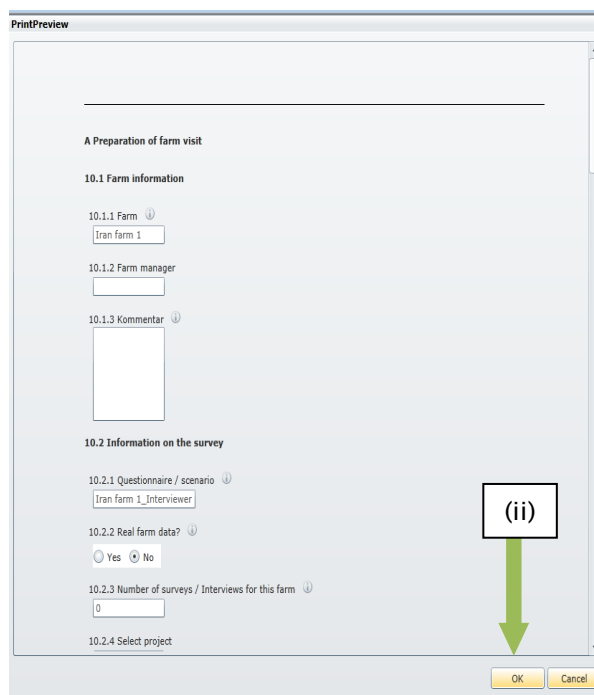 PrintPreview
A Preparation of farm visit
10.1 Farm information
10.1.1 Farm
Iran farm 1
10.1.2 Farm manager
10.1.3 Kommentar
10.2 Information on the survey
10.2.1 Questionnaire / scenario
Iran farm 1_Interviewer
10.2.2 Real farm data?
Yes No
10.2.3 Number of surveys / Interviews for this farm
0
10.2.4 Select project
(ii)
OK Cancel